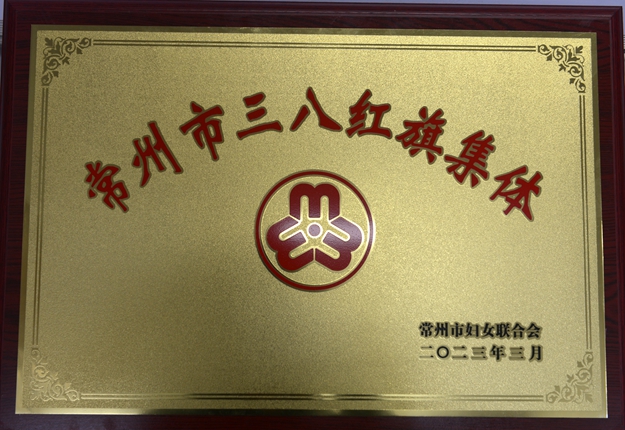 常州市三八红旗集体
常州市妇女联合会
二〇二三年三月